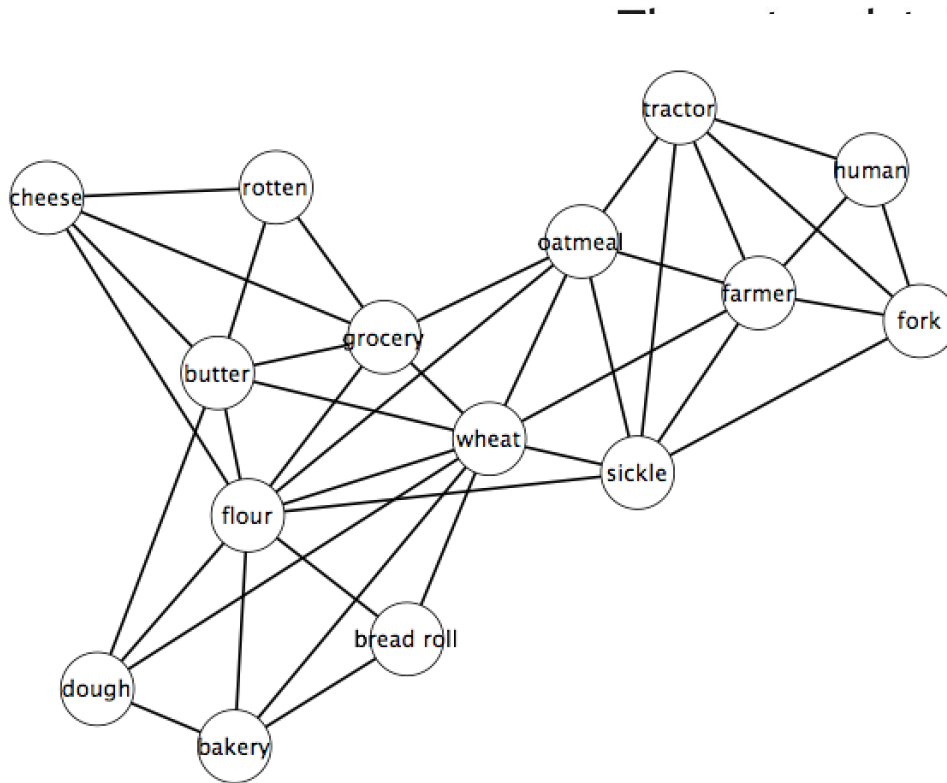 tractor
human
rotten
cheese
oatmeal
farmer
fork
grocery
butter
wheat
sickle
flour
bread roll
dough
bakery